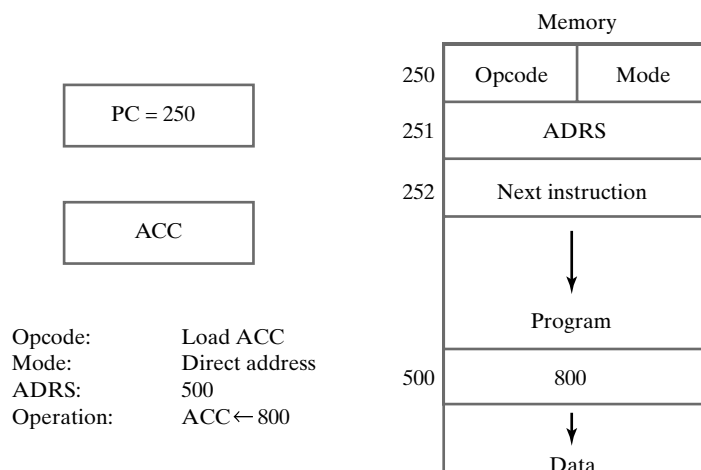 Memory
250 Opcode Mode
PC = 250
251 ADRS
252 Next instruction
ACC
Program
Opcode: Load ACC
Mode: Direct address
ADRS: 500
Operation: ACC←800
500 800
Data